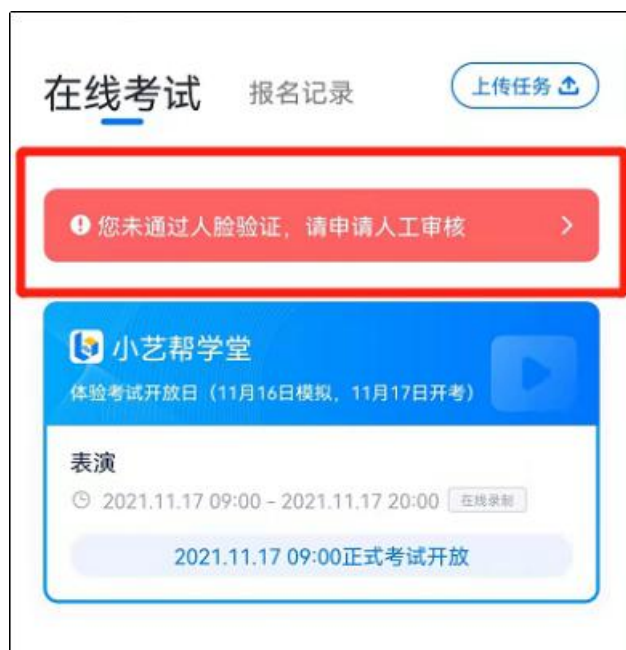 在线考试 报名记录 上传任务
您未通过人脸验证，请申请人工审核
小艺帮学堂
体验考试开放日（11月16日模拟，11月17日开考）
表演
2021.11.17 09:00 - 2021.11.17 20:00 在线录制
2021.11.17 09:00正式考试开放